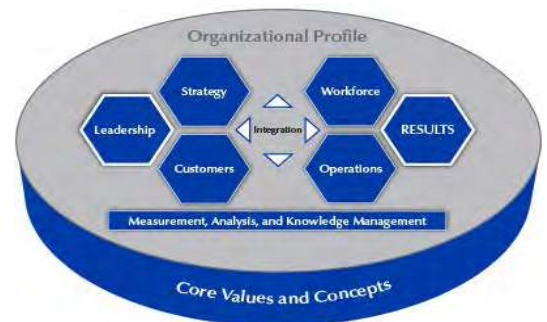 Organizational Profile
Strategy
Workforce
Leadership
Integration
RESULTS
Customers
Operations
Measurement, Analysis, and Knowledge Management
Core Values and Concepts